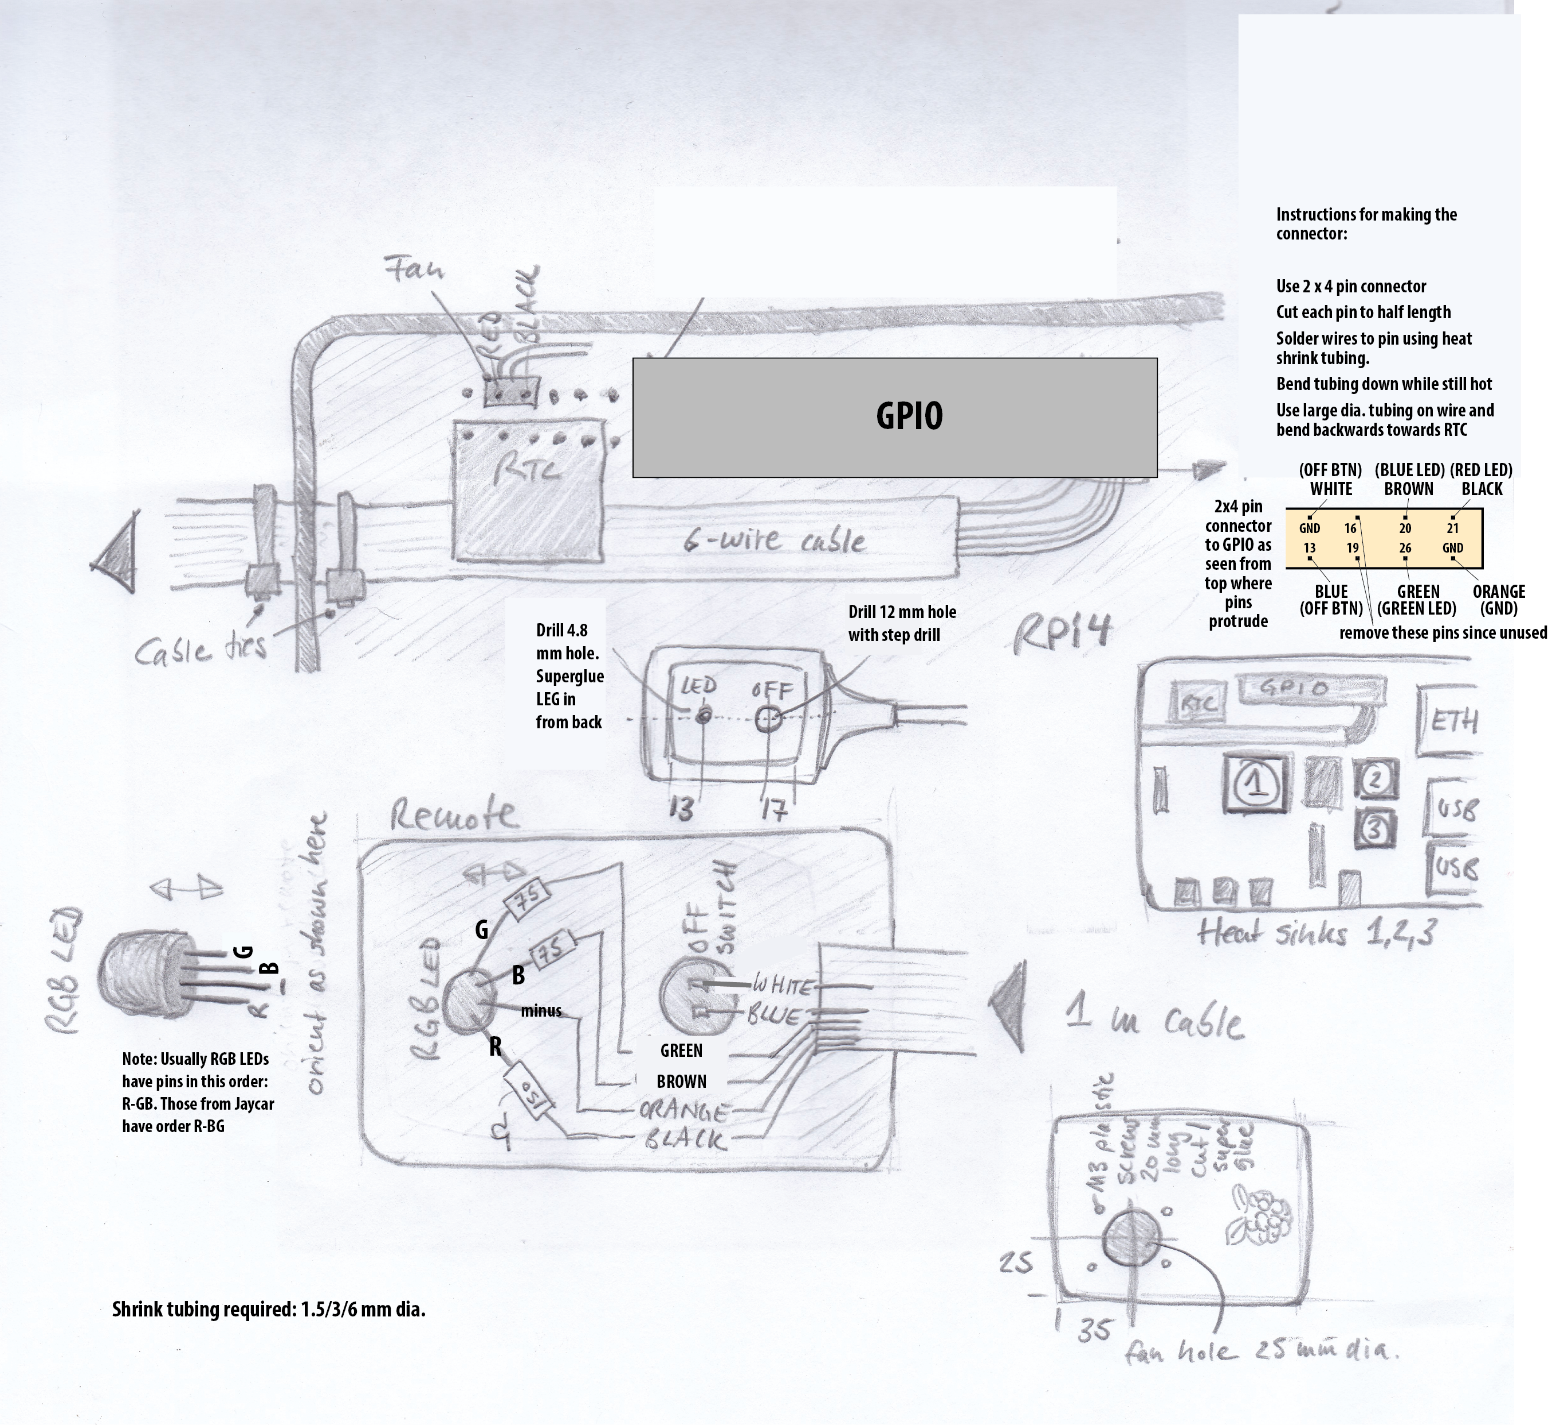 Instructions for making the
connector:
Use 2 x 4 pin connector
Cut each pin to half length
Solder wires to pin using heat
shrink tubing.
Bend tubing down while still hot
Use large dia. tubing on wire and
bend backwards towards RTC
Fan
RED
BLACK
GPIO
RTC
6-wire cable
Cable ties
(OFF BTN) (BLUE LED) (RED LED)
WHITE BROWN BLACK
2x4 pin
connector
to GPIO as
seen from
top where
pins
protrude
GND 16 20 21
13 19 26 GND
BLUE GREEN ORANGE
(OFF BTN) (GREEN LED) (GND)
remove these pins since unused
RPi4
Drill 4.8
mm hole.
Superglue
LEG in
from back
Drill 12 mm hole
with step drill
LED OFF
13 17
RTC
GPIO
ETH
1
2
3
USB
USB
Heat sinks 1,2,3
Remote
RGB LED
G
B
-
R
orient as shown here
Note: Usually RGB LEDs
have pins in this order:
R-GB. Those from Jaycar
have order R-BG
RGB LED
G
75
B
75
minus
R
150
Ω
OFF
SWITCH
WHITE
BLUE
GREEN
BROWN
ORANGE
BLACK
1 m cable
M3 plastic
screws
20 mm
long
cut /
super
glue
25
35
fan hole 25 mm dia.
Shrink tubing required: 1.5/3/6 mm dia.